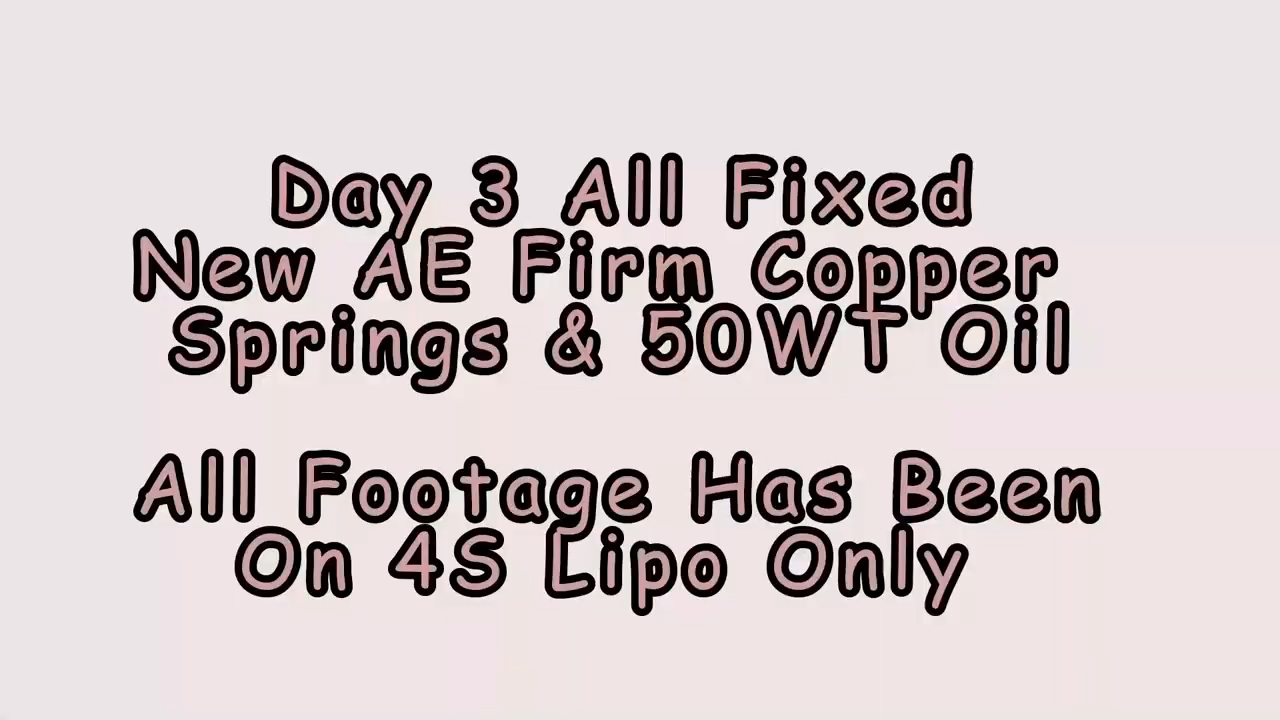 Day 3 All Fixed
New AE Firm Copper
Springs & 50WT Oil
All Footage Has Been
On 4S Lipo Only